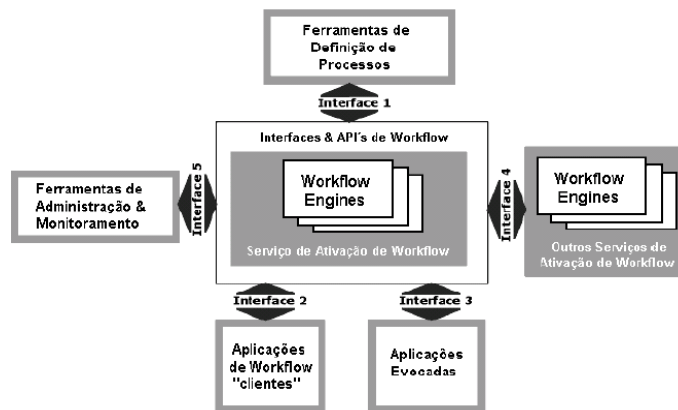 Ferramentas de
Definição de
Processos
Interface 1
Interfaces & API's de Workflow
Workflow
Engines
Serviço de Ativação de Workflow
Interface 5
Ferramentas de
Administração &
Monitoramento
Interface 4
Workflow
Engines
Outros Serviços de
Ativação de Workflow
Interface 2
Interface 3
Aplicações
de Workflow
"clientes"
Aplicações
Evocadas